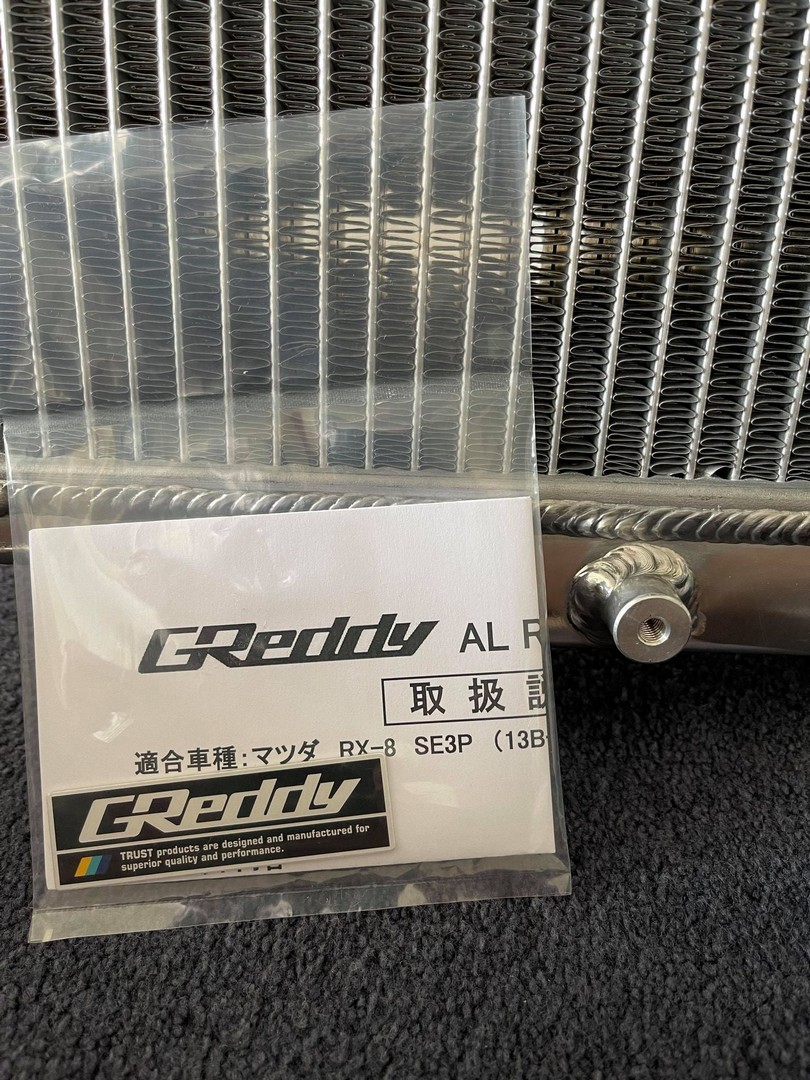 GReddy AL R
取扱
適合車種:マツダ RX-8 SE3P (13B
GReddy
TRUST products are designed and manufactured for
superior quality and performance.